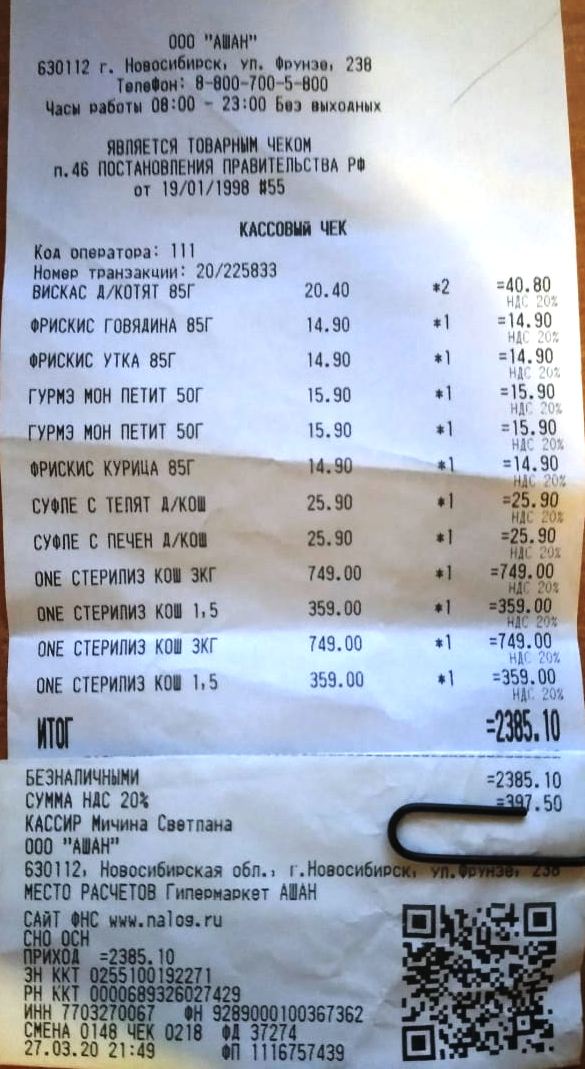 ООО "АШАН"
630112 г. Новосибирск, ул. Фрунзе, 238
Телефон: 8-800-700-5-800
Часы работы 08:00 - 23:00 Без выходных
ЯВЛЯЕТСЯ ТОВАРНЫМ ЧЕКОМ
п.46 ПОСТАНОВЛЕНИЯ ПРАВИТЕЛЬСТВА РФ
от 19/01/1998 #55
КАССОВЫЙ ЧЕК
Код оператора: 111
Номер транзакции: 20/225833
ВИСКАС Д/КОТЯТ 85Г 20.40 *2 =40.80
НДС 20%
ФРИСКИС ГОВЯДИНА 85Г 14.90 *1 =14.90
НДС 20%
ФРИСКИС УТКА 85Г 14.90 *1 =14.90
НДС 20%
ГУРМЭ МОН ПЕТИТ 50Г 15.90 *1 =15.90
НДС 20%
ГУРМЭ МОН ПЕТИТ 50Г 15.90 *1 =15.90
НДС 20%
ФРИСКИС КУРИЦА 85Г 14.90 *1 =14.90
НДС 20%
СУФЛЕ С ТЕЛЯТ Д/КОШ 25.90 *1 =25.90
НДС 20%
СУФЛЕ С ПЕЧЕН Д/КОШ 25.90 *1 =25.90
НДС 20%
ONE СТЕРИЛИЗ КОШ 3КГ 749.00 *1 =749.00
НДС 20%
ONE СТЕРИЛИЗ КОШ 1,5 359.00 *1 =359.00
НДС 20%
ONE СТЕРИЛИЗ КОШ 3КГ 749.00 *1 =749.00
НДС 20%
ONE СТЕРИЛИЗ КОШ 1,5 359.00 *1 =359.00
НДС 20%
ИТОГ =2385.10
БЕЗНАЛИЧНЫМИ =2385.10
СУММА НДС 20% =397.50
КАССИР Мичина Светлана
ООО "АШАН"
630112, Новосибирская обл., г.Новосибирск, ул.Фрунзе, 238
МЕСТО РАСЧЕТОВ Гипермаркет АШАН
САЙТ ФНС www.nalog.ru
СНО ОСН
ПРИХОД =2385.10
ЗН ККТ 0255100192271
РН ККТ 0000689326027429
ИНН 7703270067 ФН 9289000100367362
СМЕНА 0148 ЧЕК 0218 ФД 37274
27.03.20 21:49 ФП 1116757439